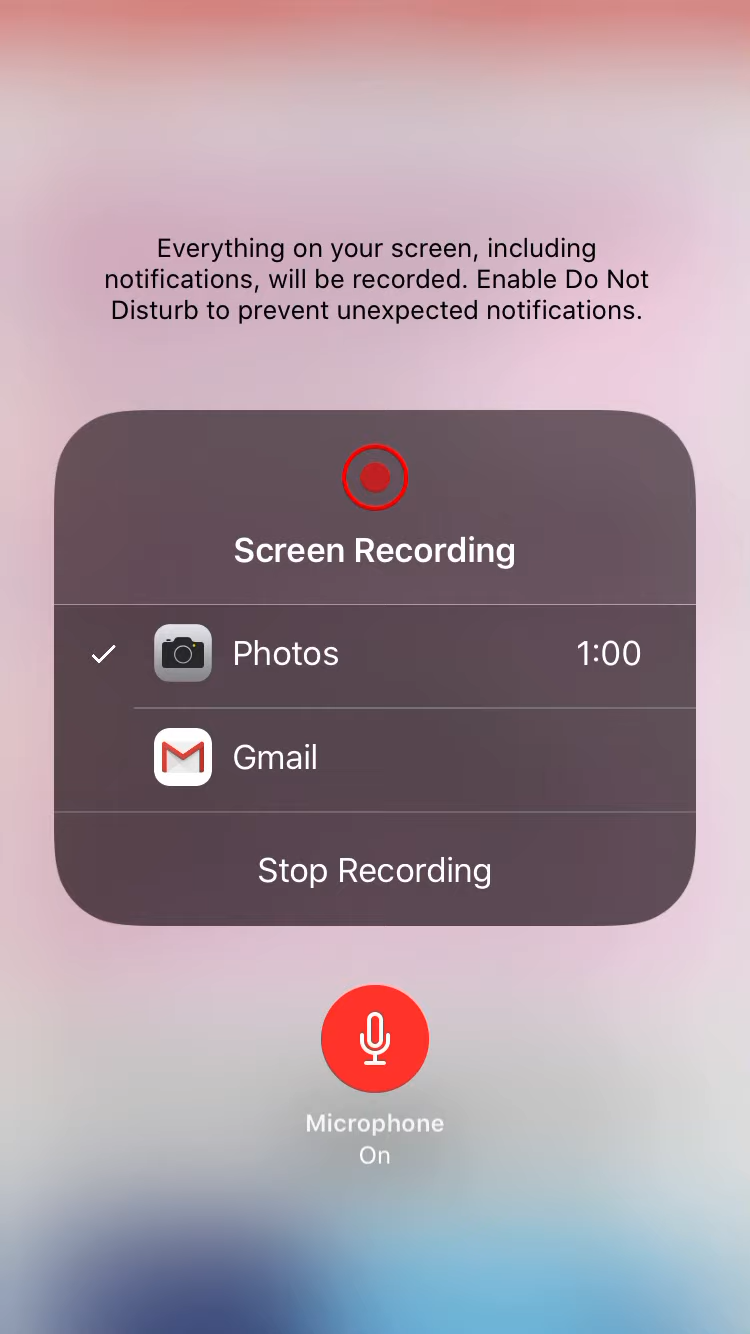 Everything on your screen, including
notifications, will be recorded. Enable Do Not
Disturb to prevent unexpected notifications.
Screen Recording
Photos 1:00
Gmail
Stop Recording
Microphone
On